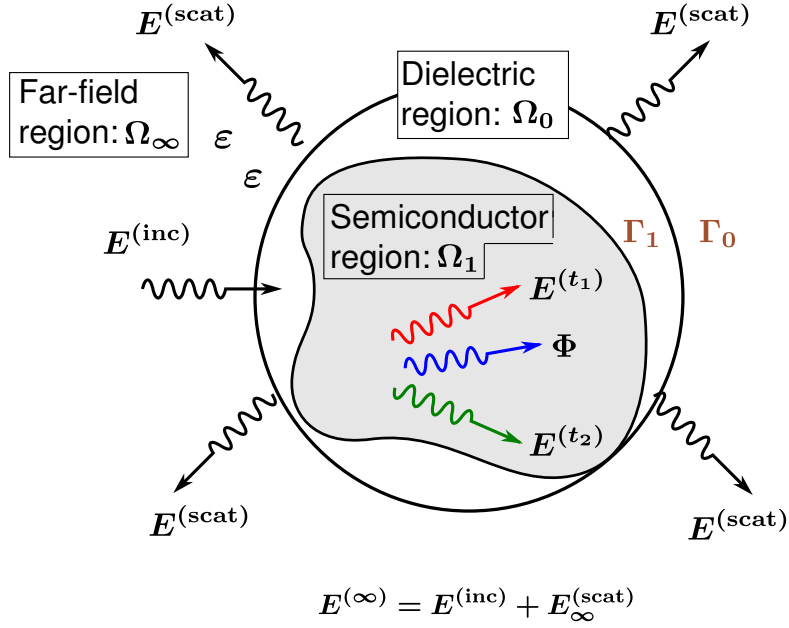 E^(scat)
E^(scat)
Far-field
region: Ω_∞
Dielectric
region: Ω_0
ε
ε
Semiconductor
region: Ω_1
Γ_1
Γ_0
E^(inc)
E^(t_1)
Φ
E^(t_2)
E^(scat)
E^(scat)
E^(∞) = E^(inc) + E_∞^(scat)